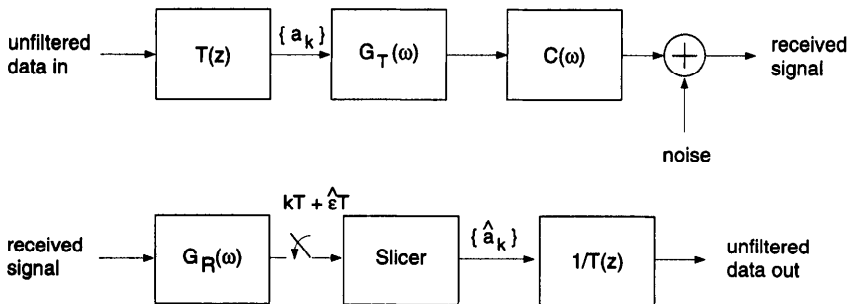 unfiltered
data in
T(z)
{ a_k }
G_T(ω)
C(ω)
+
received
signal
noise
received
signal
G_R(ω)
kT + ε̂T
Slicer
{ â_k }
1/T(z)
unfiltered
data out